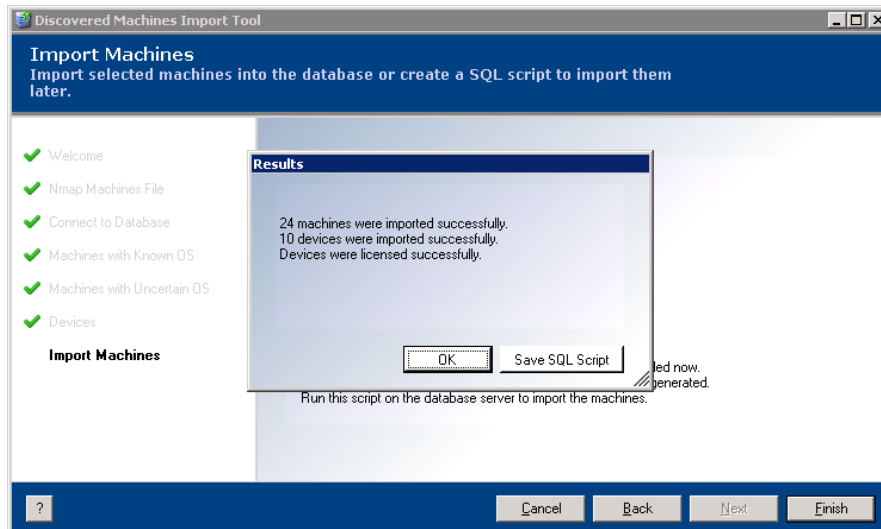 Discovered Machines Import Tool
Import Machines
Import selected machines into the database or create a SQL script to import them
later.
Welcome
Nmap Machines File
Connect to Database
Machines with Known OS
Machines with Uncertain OS
Devices
Import Machines
Results
24 machines were imported successfully.
10 devices were imported successfully.
Devices were licensed successfully.
OK
Save SQL Script
led now.
generated.
Run this script on the database server to import the machines.
?
Cancel
Back
Next
Finish